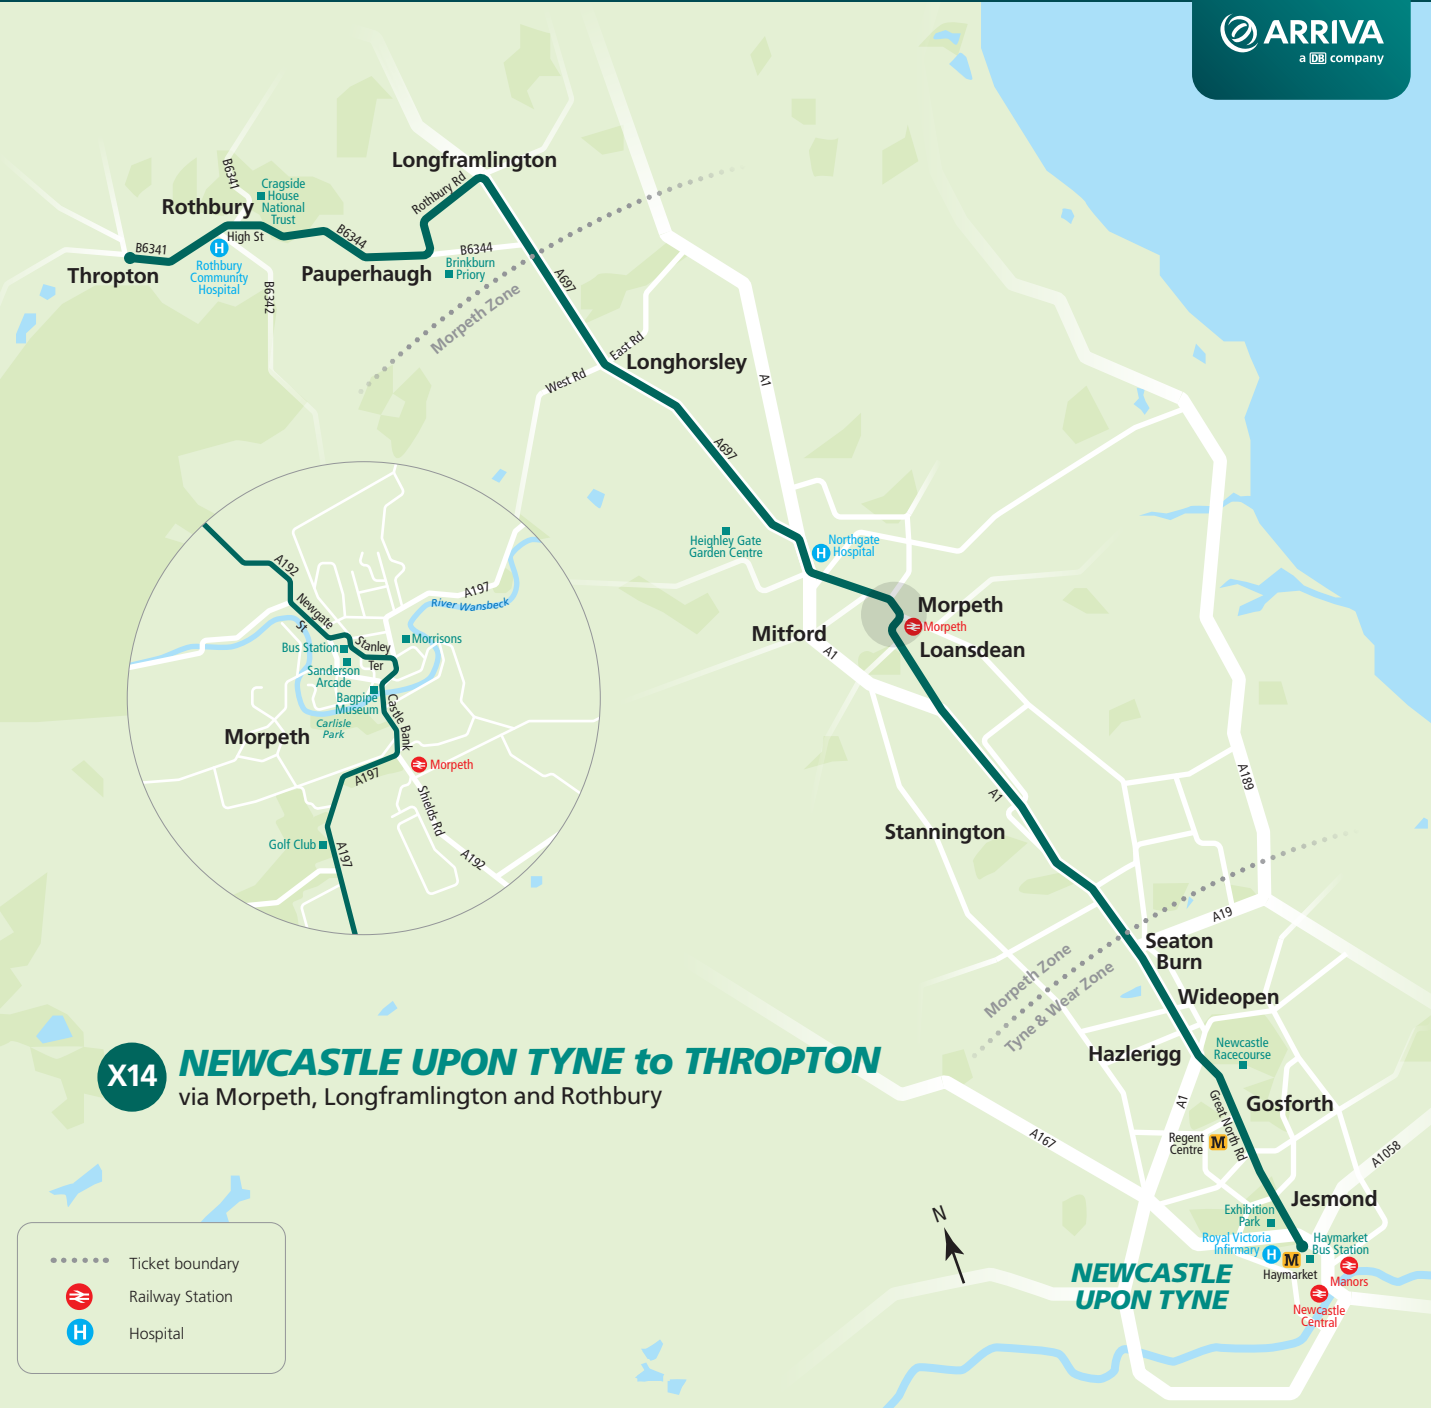 ARRIVA
a DB company
Longframlington
Rothbury Rd
B6341
Cragside
House
National
Trust
Rothbury
High St
B6344
B6341
Thropton
H
Rothbury
Community
Hospital
B6342
Pauperhaugh
B6344
Brinkburn
Priory
Morpeth Zone
A697
East Rd
Longhorsley
West Rd
A1
A697
Heighley Gate
Garden Centre
H
Northgate
Hospital
Morpeth
Morpeth
Mitford
Loansdean
A1
A192
Newgate
St
A197
River Wansbeck
Morrisons
Stanley
Ter
Bus Station
Sanderson
Arcade
Bagpipe
Museum
Carlisle
Park
Castle Bank
Morpeth
Morpeth
A197
Shields Rd
Golf Club
A197
A192
A189
A1
Stannington
A19
Seaton
Burn
Morpeth Zone
Tyne & Wear Zone
Wideopen
Hazlerigg
Newcastle
Racecourse
A1
Great North Rd
Gosforth
Regent
Centre
M
A167
A1058
Jesmond
Exhibition
Park
Royal Victoria
Infirmary
H
M
Haymarket
Haymarket
Bus Station
Manors
Newcastle
Central
NEWCASTLE
UPON TYNE
N
X14
NEWCASTLE UPON TYNE to THROPTON
via Morpeth, Longframlington and Rothbury
Ticket boundary
Railway Station
H
Hospital